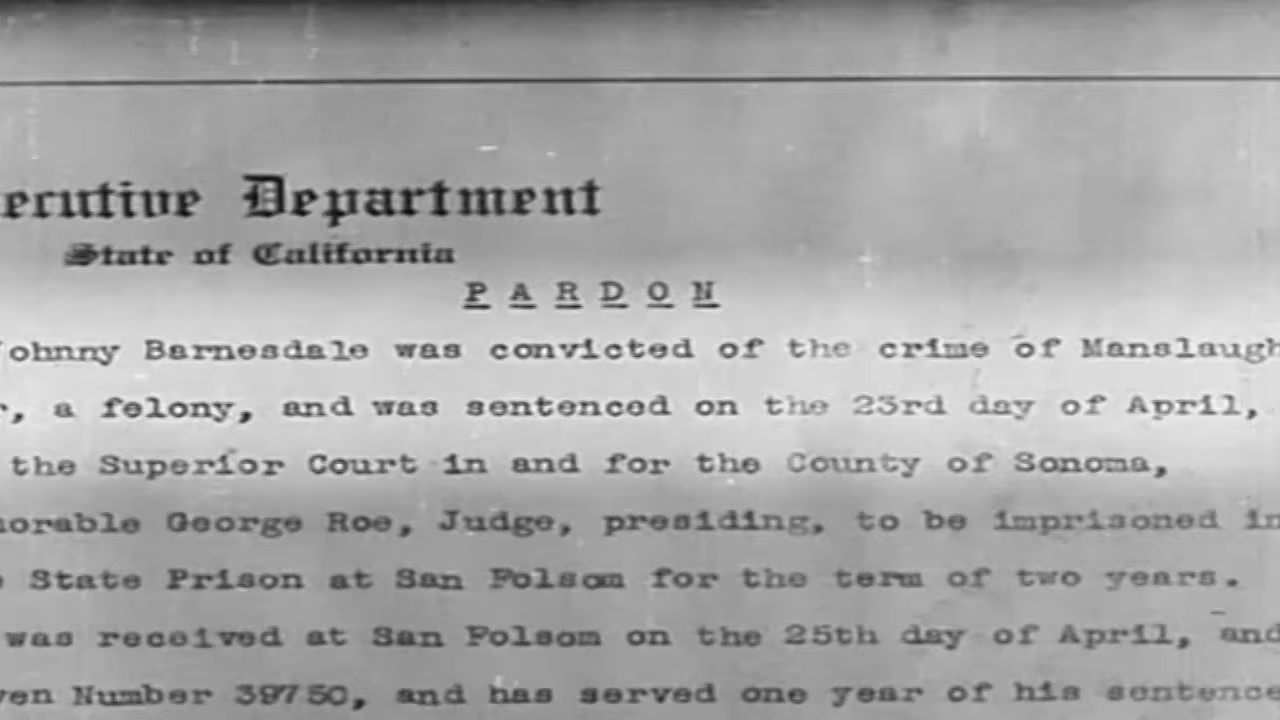 ecutive Department
State of California
PARDON
Johnny Barnesdale was convicted of the crime of Manslaugh
r, a felony, and was sentenced on the 23rd day of April,
the Superior Court in and for the County of Sonoma,
norable George Roe, Judge, presiding, to be imprisoned in
e State Prison at San Folsom for the term of two years.
was received at San Folsom on the 25th day of April, and
ven Number 39750, and has served one year of his sentence